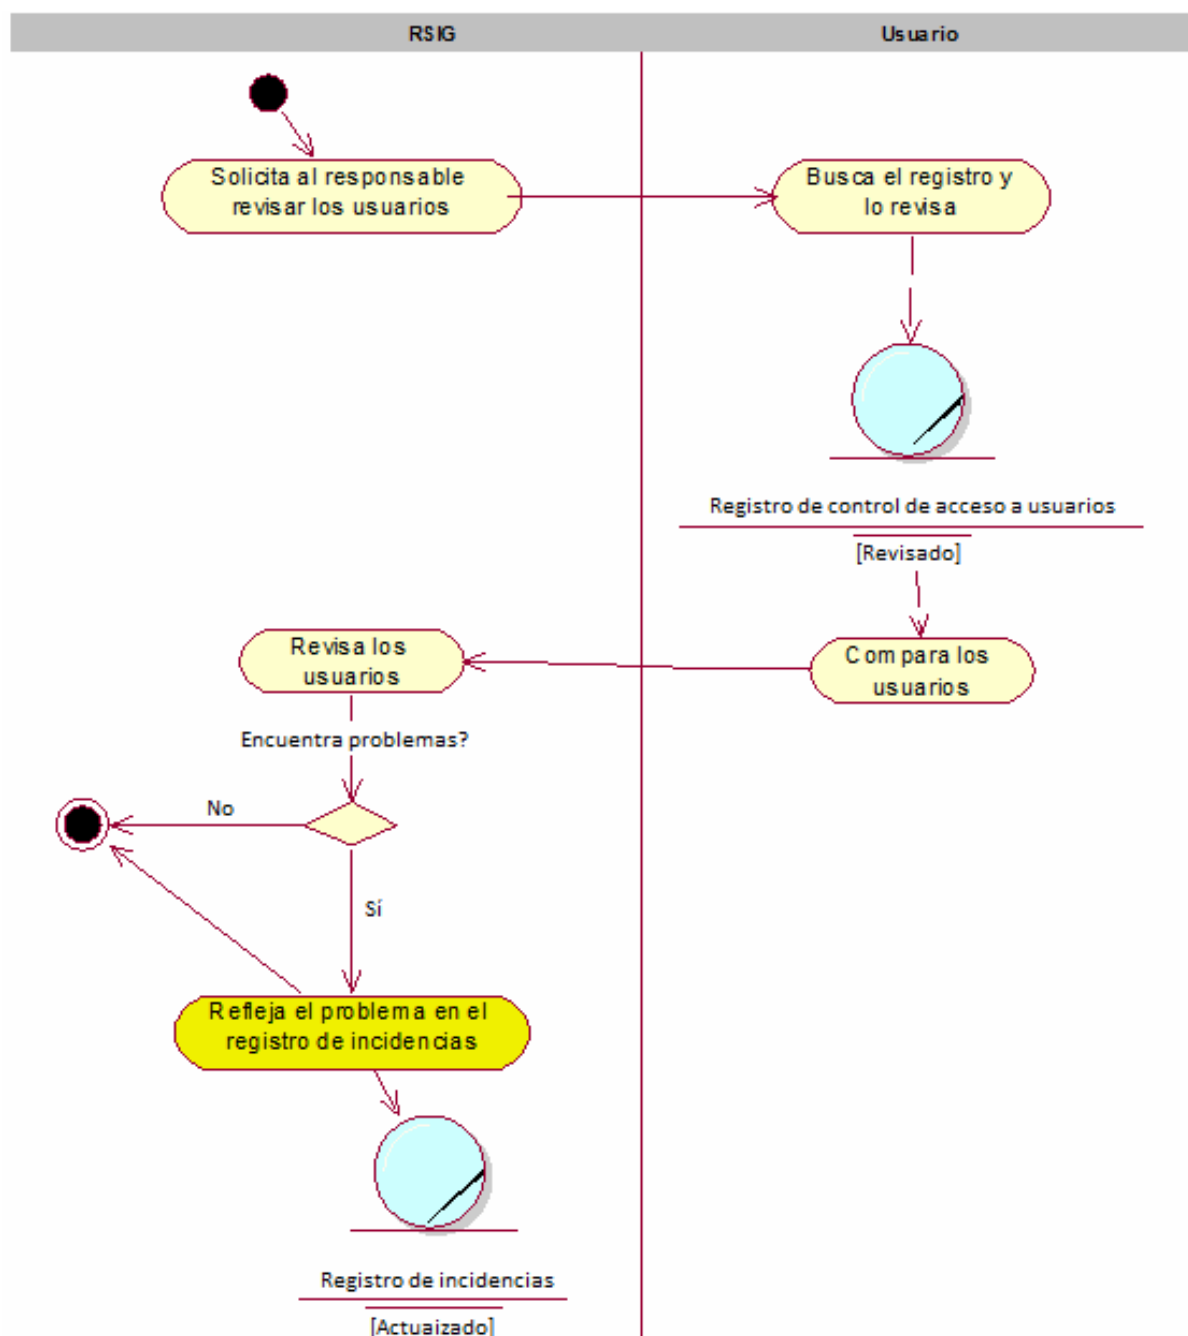 RSIG
Usuario
Solicita al responsable
revisar los usuarios
Busca el registro y
lo revisa
Registro de control de acceso a usuarios
[Revisado]
Revisa los
usuarios
Compara los
usuarios
Encuentra problemas?
No
Sí
Refleja el problema en el
registro de incidencias
Registro de incidencias
[Actuaizado]